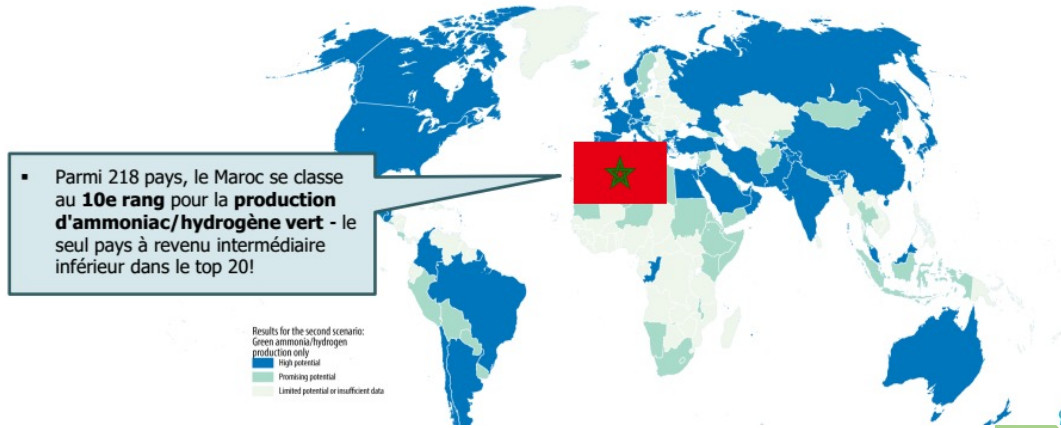 ▪ Parmi 218 pays, le Maroc se classe
au 10e rang pour la production
d'ammoniac/hydrogène vert - le
seul pays à revenu intermédiaire
inférieur dans le top 20!
Results for the second scenario:
Green ammonia/hydrogen
production only
High potential
Promising potential
Limited potential or insufficient data